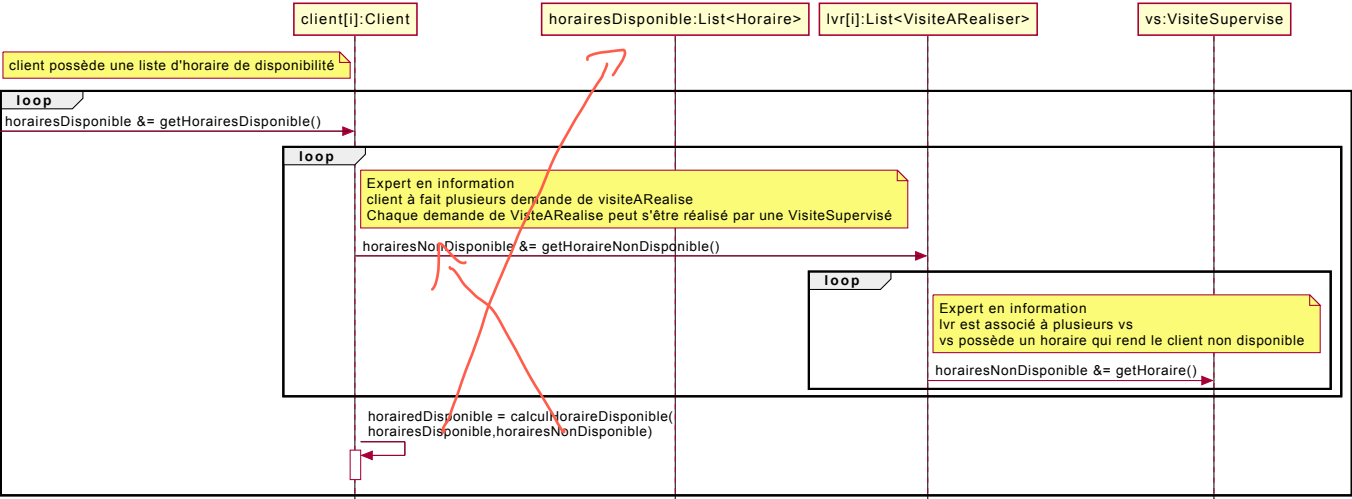 client[i]:Client
horairesDisponible:List<Horaire>
lvr[i]:List<VisiteARealiser>
vs:VisiteSupervise
client possède une liste d'horaire de disponibilité
loop
horairesDisponible &= getHorairesDisponible()
loop
Expert en information
client à fait plusieurs demande de visiteARealise
Chaque demande de VisteARealise peut s'être réalisé par une VisiteSupervisé
horairesNonDisponible &= getHoraireNonDisponible()
loop
Expert en information
lvr est associé à plusieurs vs
vs possède un horaire qui rend le client non disponible
horairesNonDisponible &= getHoraire()
horairedDisponible = calculHoraireDisponible(
horairesDisponible,horairesNonDisponible)